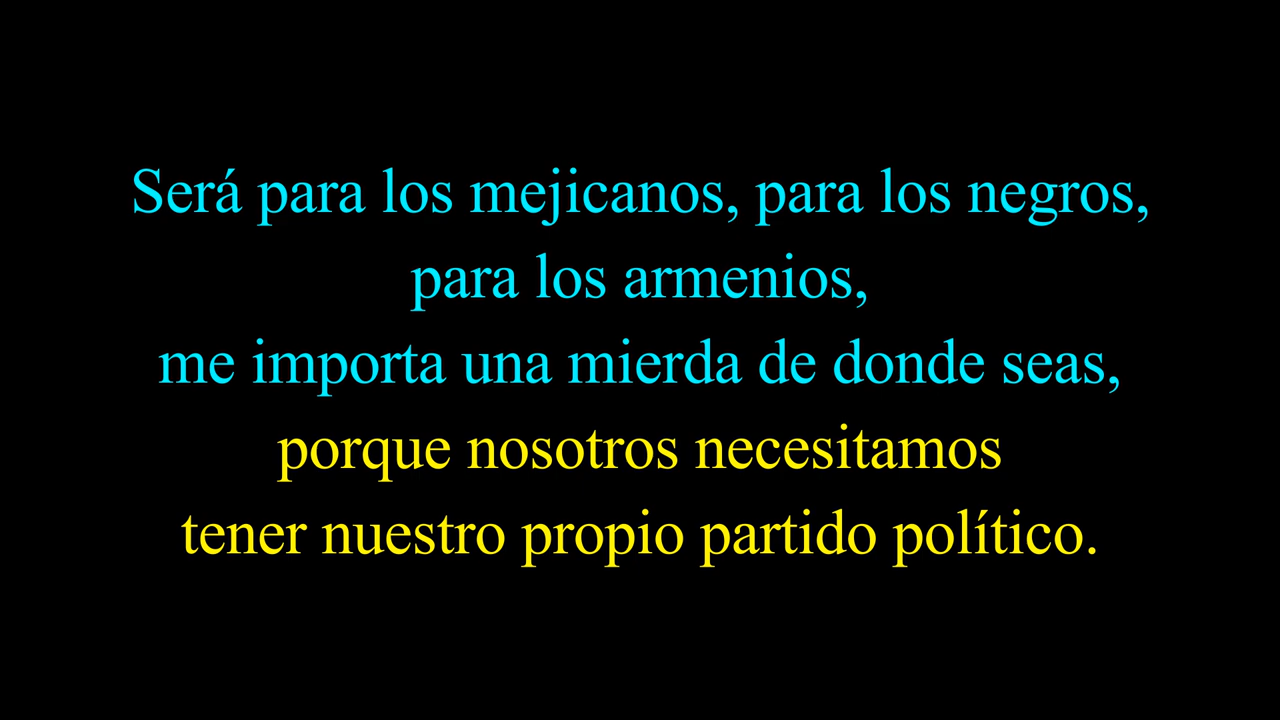 Será para los mejicanos, para los negros,
para los armenios,
me importa una mierda de donde seas,
porque nosotros necesitamos
tener nuestro propio partido político.